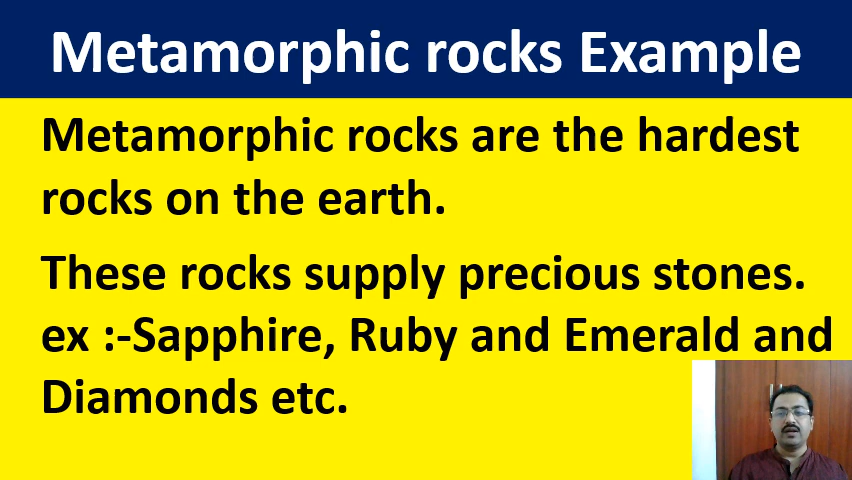 Metamorphic rocks Example
Metamorphic rocks are the hardest
rocks on the earth.
These rocks supply precious stones.
ex :-Sapphire, Ruby and Emerald and
Diamonds etc.